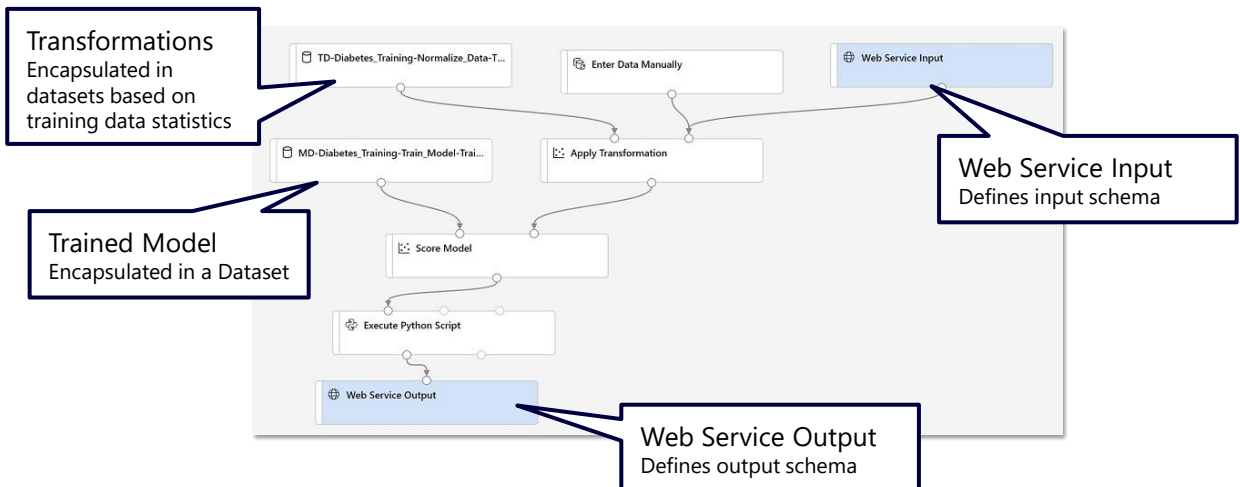 Transformations
Encapsulated in
datasets based on
training data statistics
TD-Diabetes_Training-Normalize_Data-T...
Enter Data Manually
Web Service Input
MD-Diabetes_Training-Train_Model-Trai...
Apply Transformation
Web Service Input
Defines input schema
Trained Model
Encapsulated in a Dataset
Score Model
Execute Python Script
Web Service Output
Web Service Output
Defines output schema